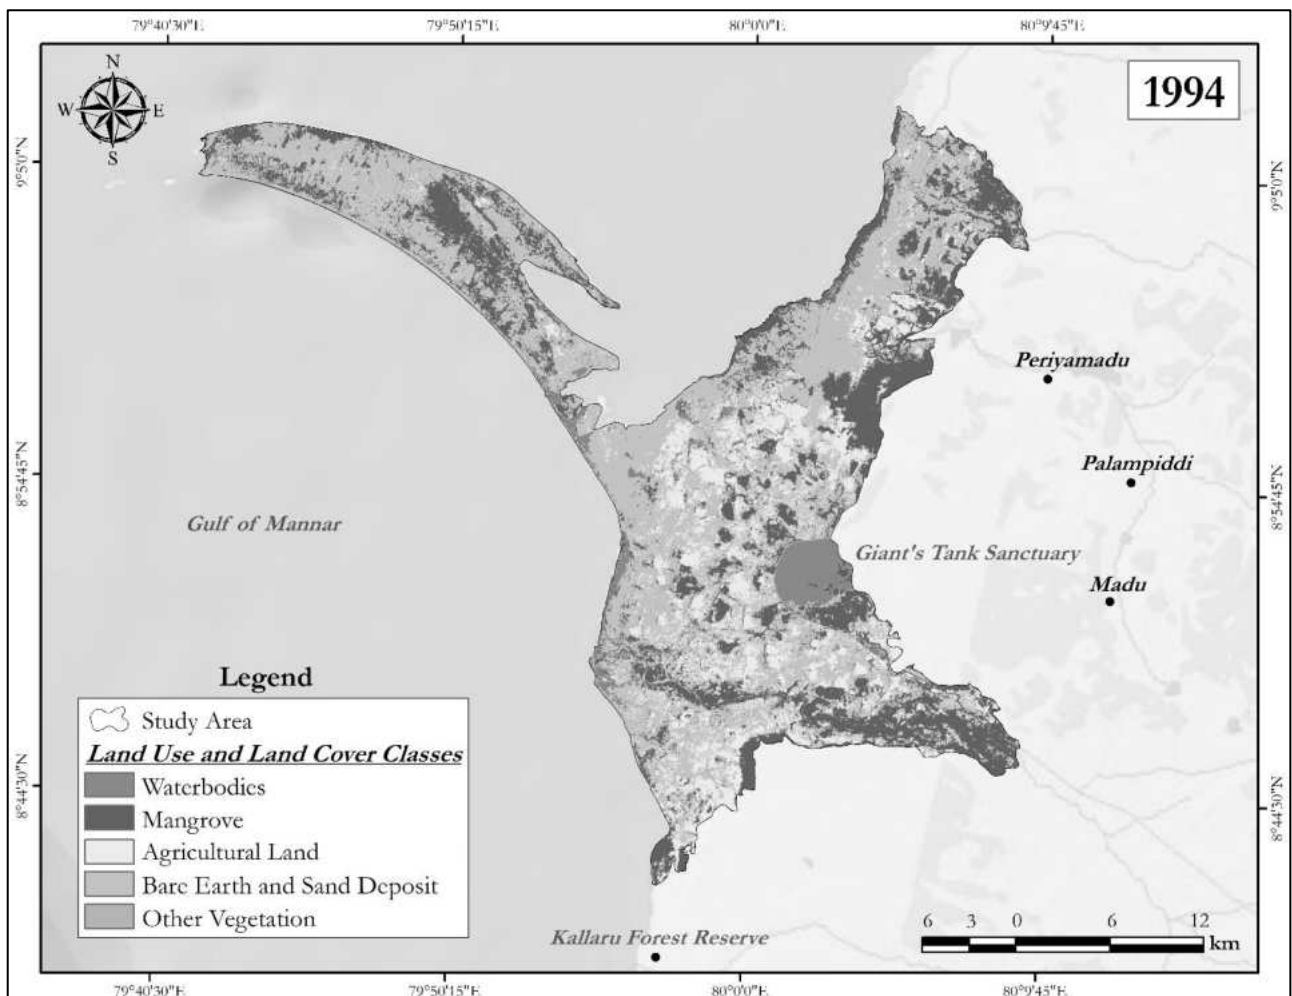 79°40'30"E 79°50'15"E 80°0'0"E 80°9'45"E
1994
N
W E
S
9°5'0"N
9°5'0"N
Periyamadu
Palampiddi
8°54'45"N
8°54'45"N
Gulf of Mannar
Giant's Tank Sanctuary
Madu
Legend
Study Area
Land Use and Land Cover Classes
Waterbodies
Mangrove
Agricultural Land
Bare Earth and Sand Deposit
Other Vegetation
8°44'30"N
8°44'30"N
6 3 0 6 12
km
Kallaru Forest Reserve
79°40'30"E 79°50'15"E 80°0'0"E 80°9'45"E